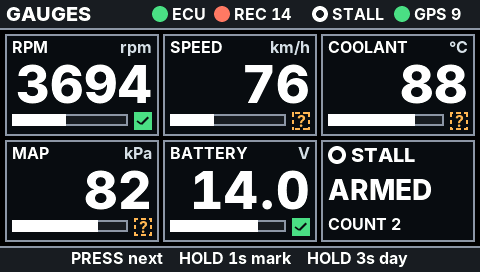 GAUGES ECU REC 14 STALL GPS 9
RPM rpm SPEED km/h COOLANT °C
3694 76 88
? ?
MAP kPa BATTERY V STALL
82 14.0 ARMED
? COUNT 2
PRESS next HOLD 1s mark HOLD 3s day